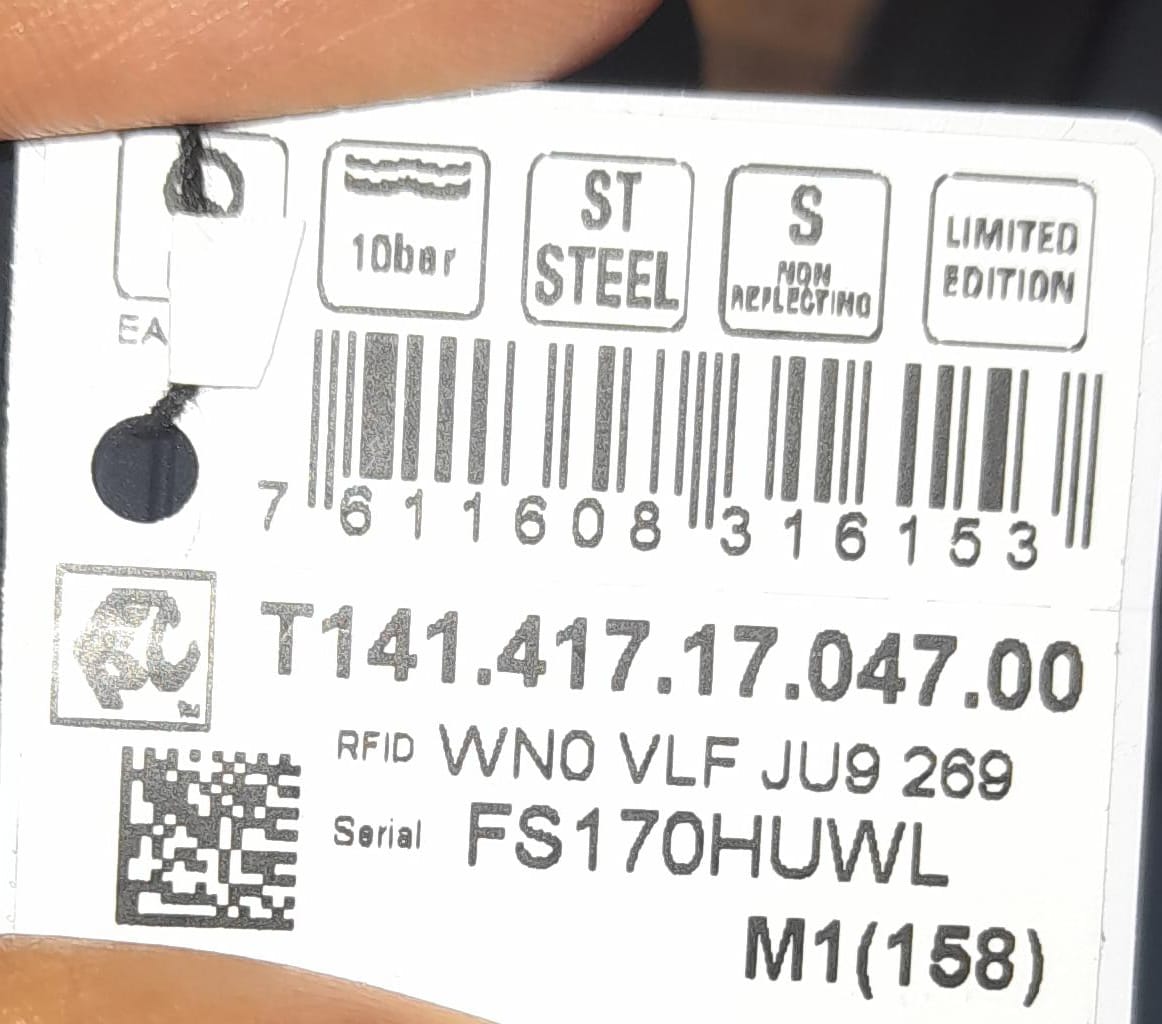 10bar
ST
STEEL
S
NON
REFLECTING
LIMITED
EDITION
EA
7 611608 316153
T141.417.17.047.00
RFID WN0 VLF JU9 269
Serial FS170HUWL
M1(158)